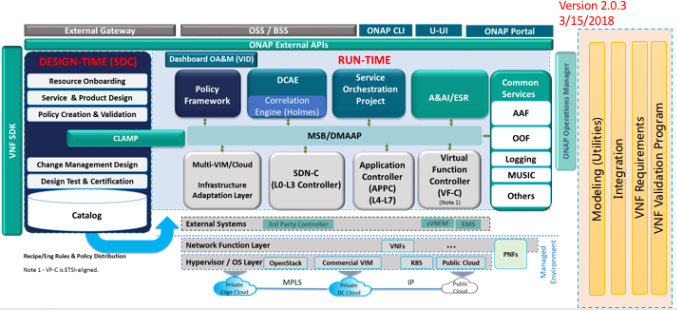 Version 2.0.3
3/15/2018
External Gateway
OSS / BSS
ONAP CLI
U-UI
ONAP Portal
ONAP External APIs
VNF SDK
DESIGN-TIME (SDC)
Resource Onboarding
Service & Product Design
Policy Creation & Validation
CLAMP
Change Management Design
Design Test & Certification
Catalog
Dashboard OA&M (VID)
RUN-TIME
Policy
Framework
DCAE
Correlation
Engine (Holmes)
Service
Orchestration
Project
A&AI/ESR
MSB/DMAAP
Multi-VIM/Cloud
Infrastructure
Adaptation Layer
SDN-C
(L0-L3 Controller)
Application
Controller
(APPC)
(L4-L7)
Virtual
Function
Controller
(VF-C)
(Note 1)
Common
Services
AAF
OOF
Logging
MUSIC
Others
ONAP Operations Manager
Modeling (Utilities)
Integration
VNF Requirements
VNF Validation Program
External Systems
3rd Party Controller
sVNFM
EMS
Network Function Layer
VNFs
...
Hypervisor / OS Layer
OpenStack
Commercial VIM
K8S
Public Cloud
PNFs
Managed
Environment
Recipe/Eng Rules & Policy Distribution
Note 1 - VF-C is ETSI-aligned.
Private
Edge Cloud
MPLS
Private
DC Cloud
IP
Public
Cloud